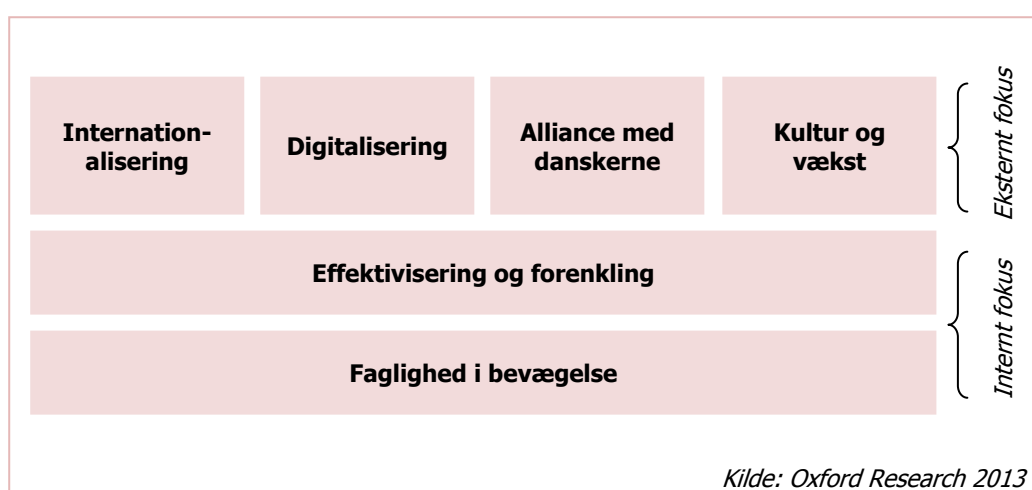 Internation-
alisering
Digitalisering
Alliance med
danskerne
Kultur og
vækst
Eksternt fokus
Effektivisering og forenkling
Faglighed i bevægelse
Internt fokus
Kilde: Oxford Research 2013